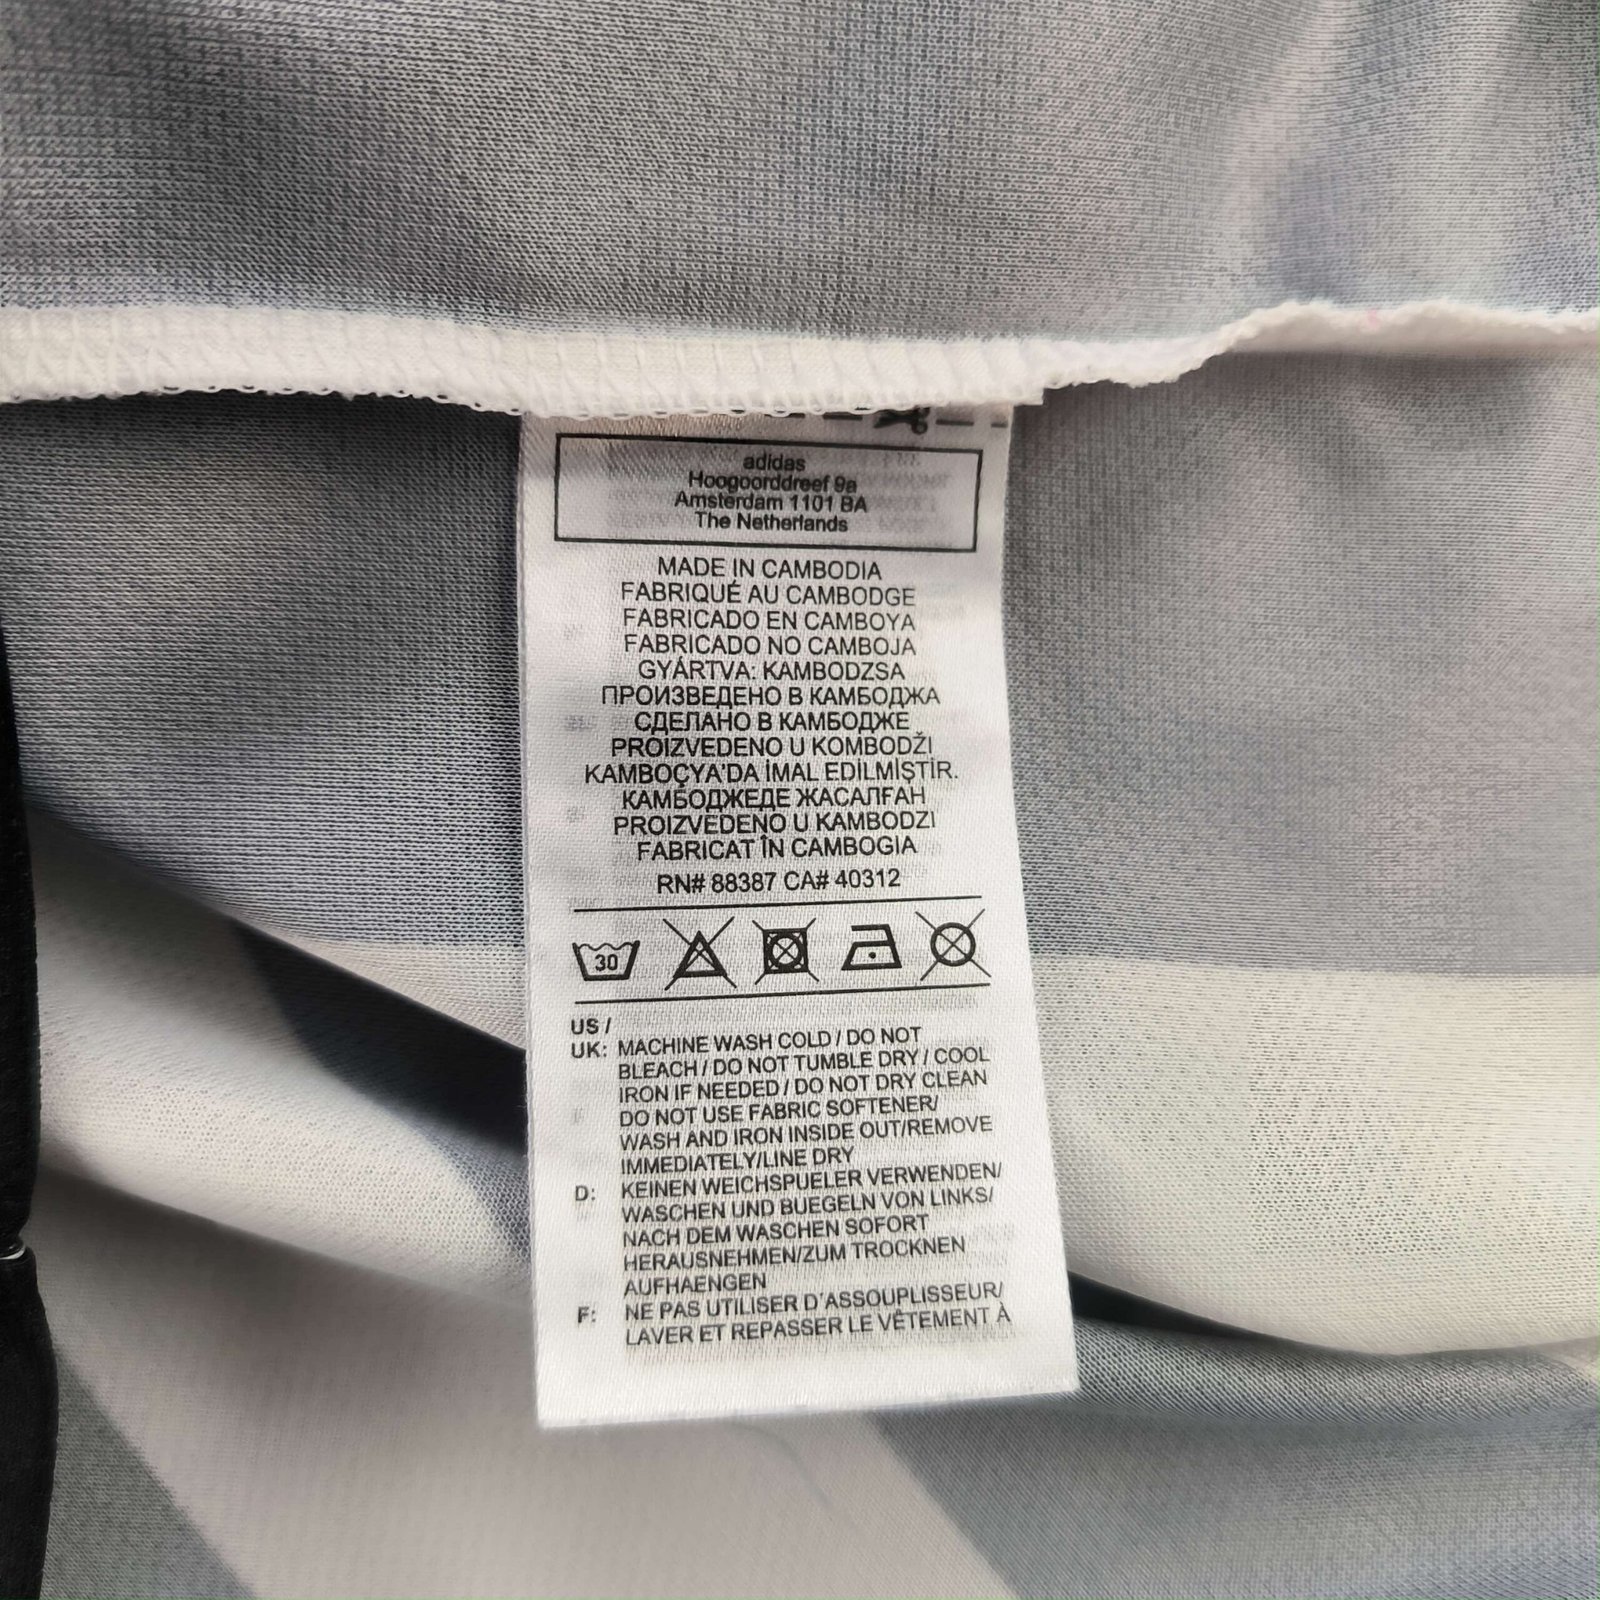 adidas
Hoogoorddreef 9a
Amsterdam 1101 BA
The Netherlands
MADE IN CAMBODIA
FABRIQUÉ AU CAMBODGE
FABRICADO EN CAMBOYA
FABRICADO NO CAMBOJA
GYÁRTVA: KAMBODZSA
ПРОИЗВЕДЕНО В КАМБОДЖА
СДЕЛАНО В КАМБОДЖЕ
PROIZVEDENO U KOMBODŽI
KAMBOÇYA'DA İMAL EDİLMİŞTİR.
КАМБОДЖЕДЕ ЖАСАЛҒАН
PROIZVEDENO U KAMBODZI
FABRICAT ÎN CAMBOGIA
RN# 88387 CA# 40312
30
US /
UK: MACHINE WASH COLD / DO NOT
BLEACH / DO NOT TUMBLE DRY / COOL
IRON IF NEEDED / DO NOT DRY CLEAN
DO NOT USE FABRIC SOFTENER/
WASH AND IRON INSIDE OUT/REMOVE
IMMEDIATELY/LINE DRY
D: KEINEN WEICHSPUELER VERWENDEN/
WASCHEN UND BUEGELN VON LINKS/
NACH DEM WASCHEN SOFORT
HERAUSNEHMEN/ZUM TROCKNEN
AUFHAENGEN
F: NE PAS UTILISER D'ASSOUPLISSEUR/
LAVER ET REPASSER LE VÊTEMENT À